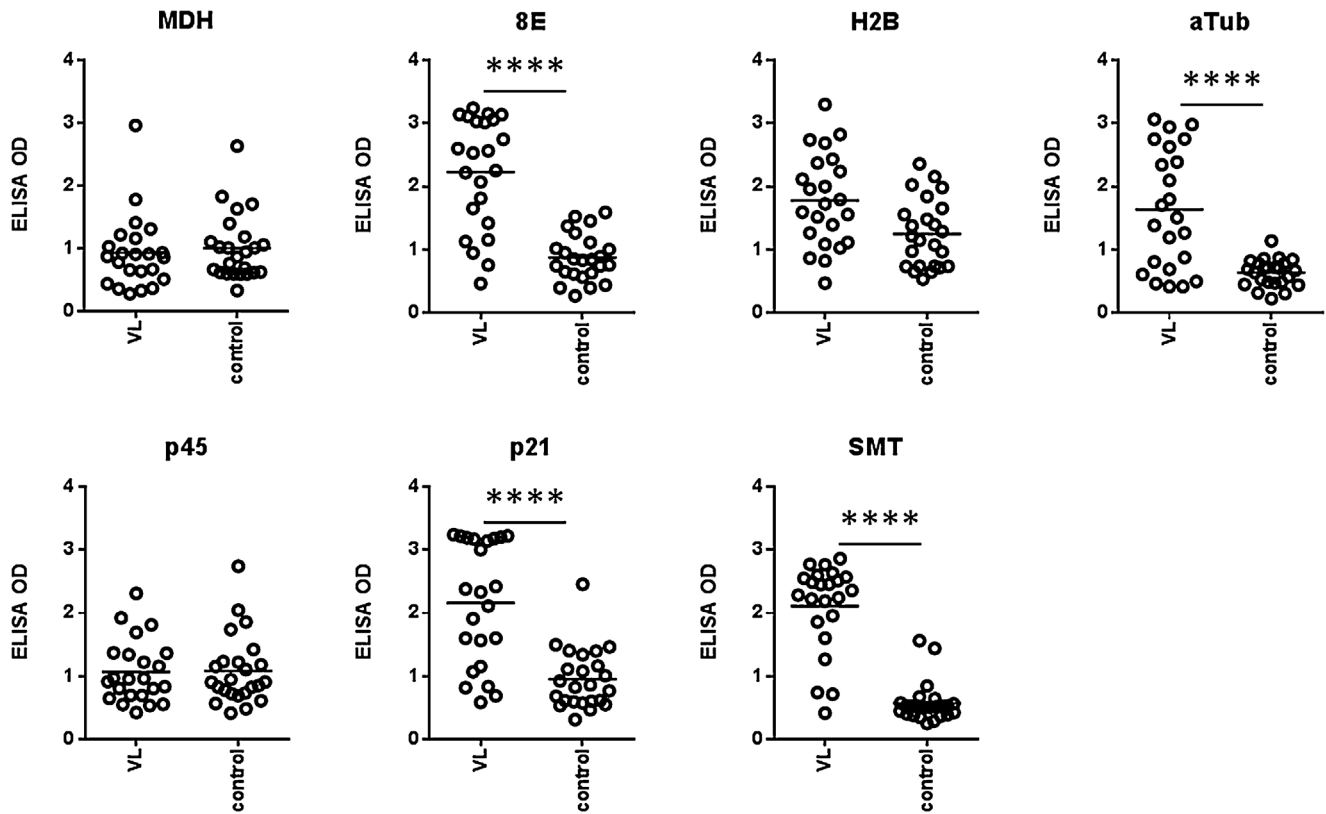 MDH
ELISA OD
4
3
2
1
0
VL
control
8E
ELISA OD
4
3
2
1
0
****
VL
control
H2B
ELISA OD
4
3
2
1
0
VL
control
aTub
ELISA OD
4
3
2
1
0
****
VL
control
p45
ELISA OD
4
3
2
1
0
VL
control
p21
ELISA OD
4
3
2
1
0
****
VL
control
SMT
ELISA OD
4
3
2
1
0
****
VL
control